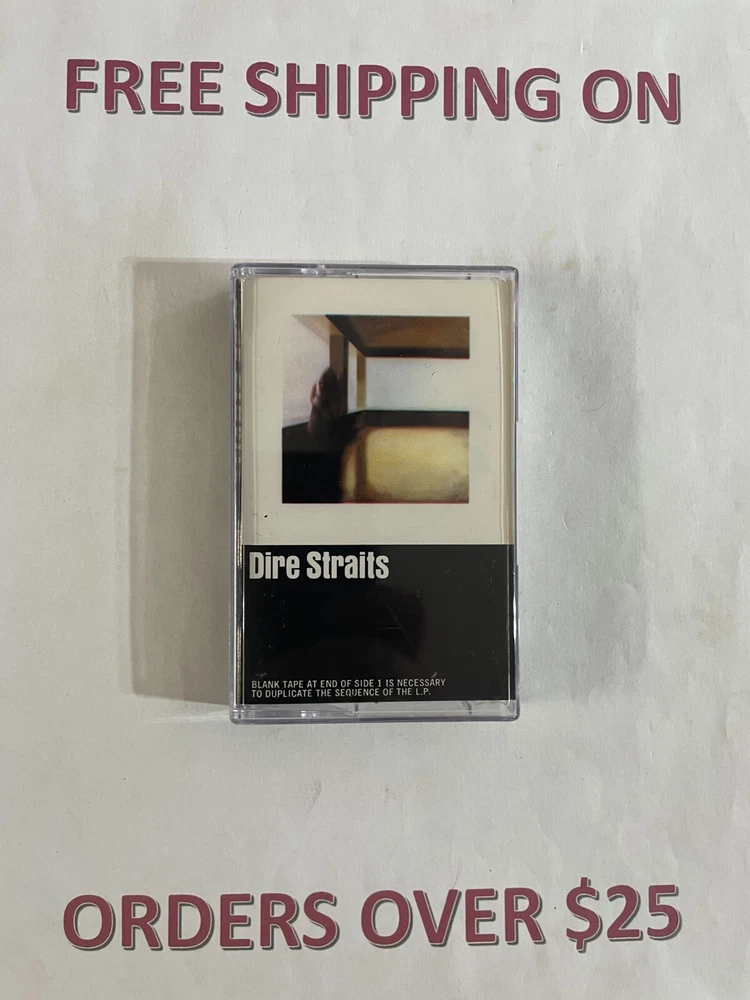 FREE SHIPPING ON
Dire Straits
BLANK TAPE AT END OF SIDE 1 IS NECESSARY
TO DUPLICATE THE SEQUENCE OF THE L.P.
ORDERS OVER $25